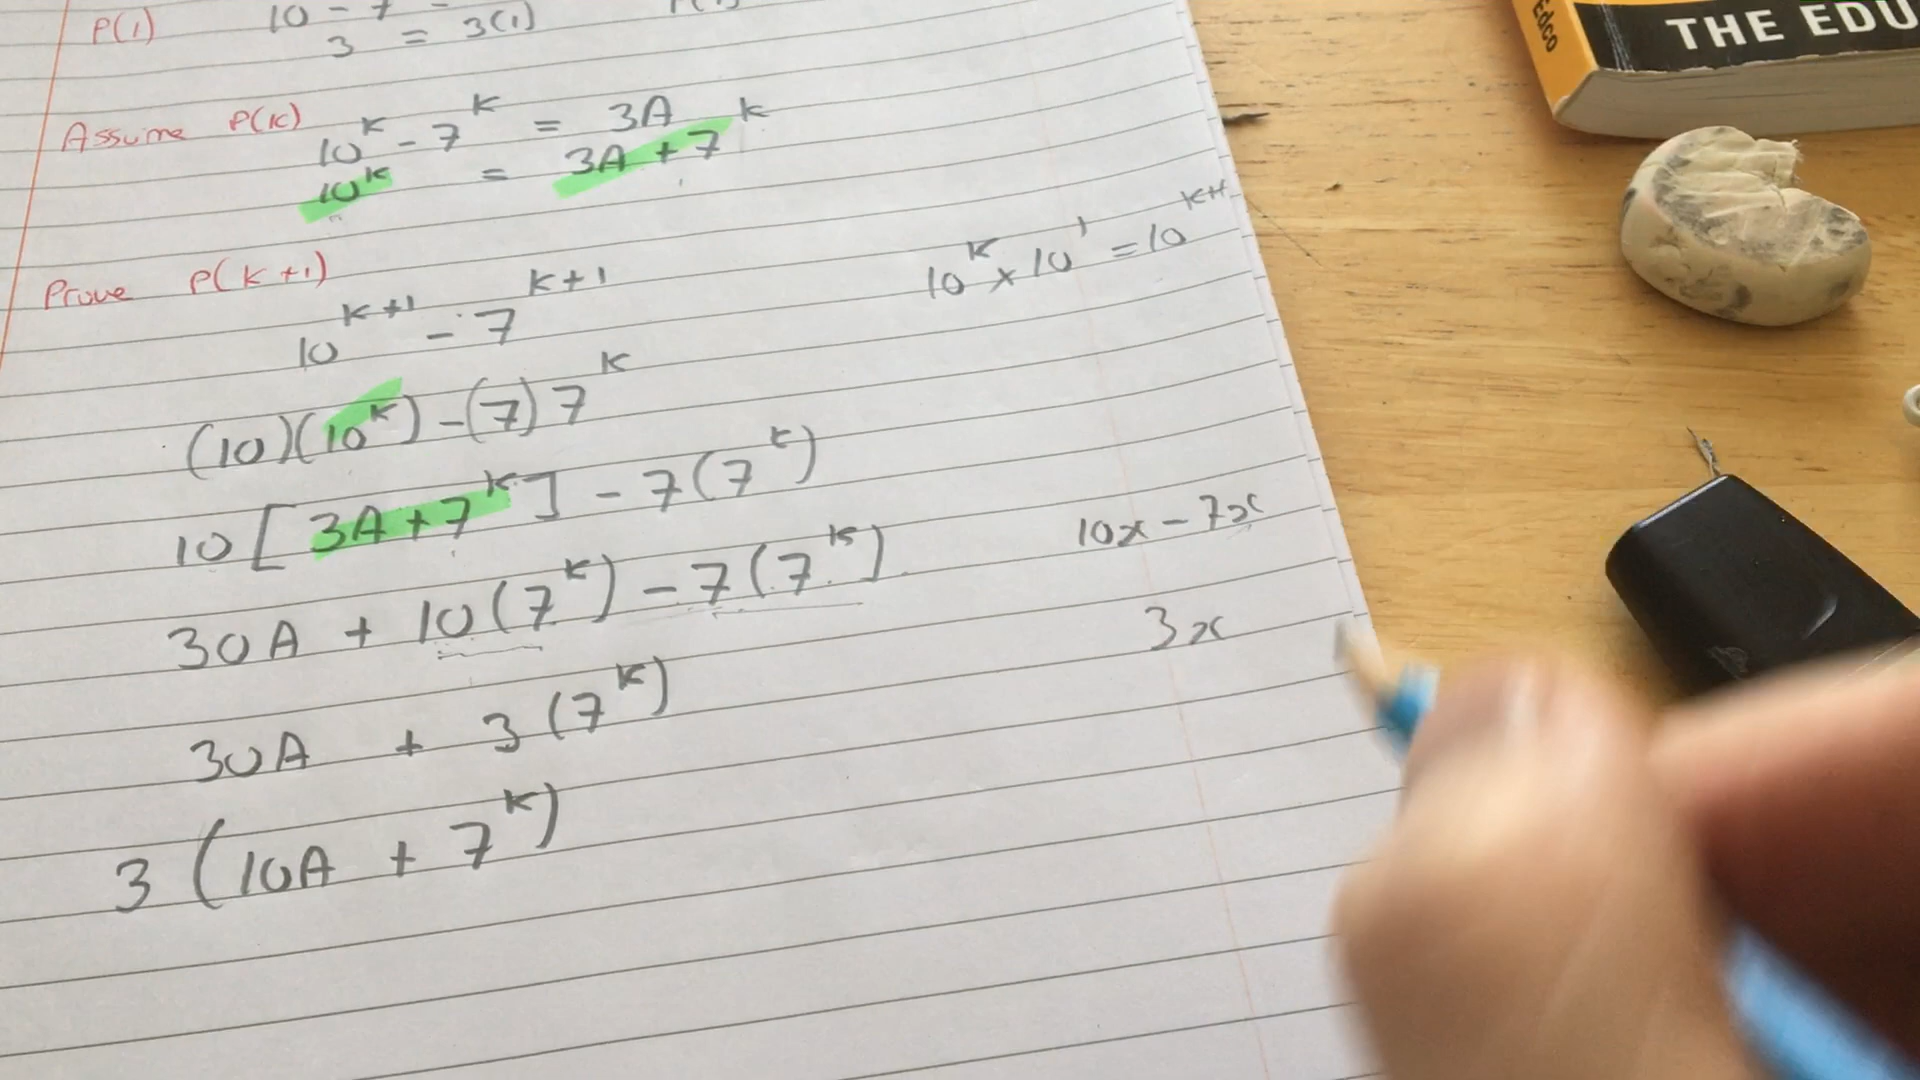 P(1) 10 - 7
3 = 3(1)
Assume P(k) 10^k - 7^k = 3A
10^k = 3A + 7^k
Prove P(k+1)
10^{k+1} - 7^{k+1}
10^k x 10^1 = 10^{k+1}
(10)(10^k) - (7) 7^k
10 [3A + 7^k] - 7(7^k)
30A + 10(7^k) - 7(7^k)
10x - 7x
3x
30A + 3(7^k)
3(10A + 7^k)
Edco
THE EDU